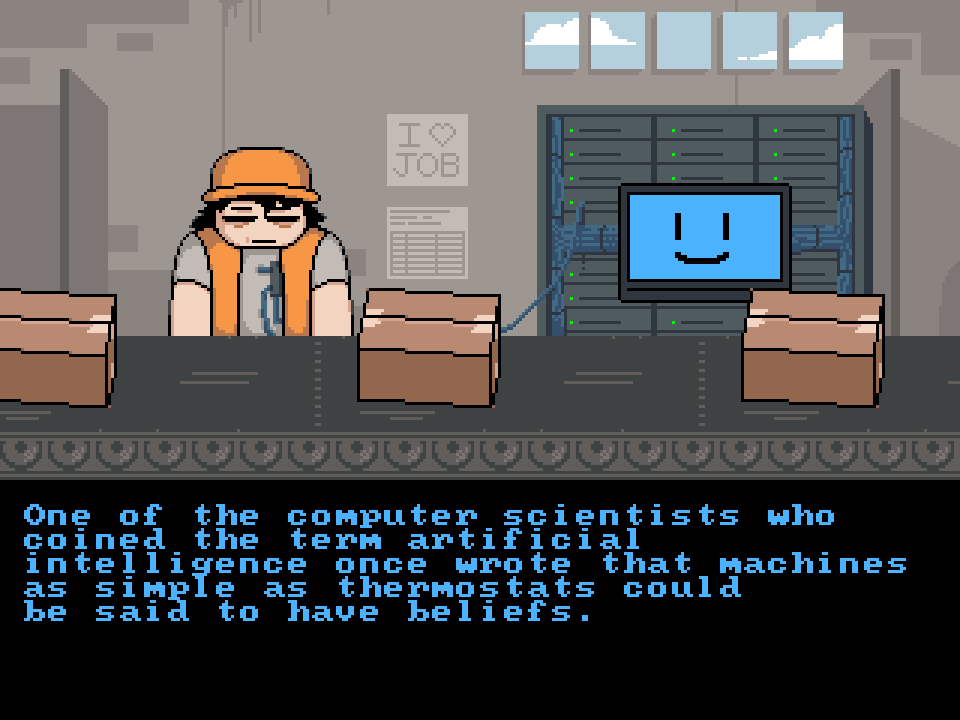 I ♡
JOB
One of the computer scientists who
coined the term artificial
intelligence once wrote that machines
as simple as thermostats could
be said to have beliefs.